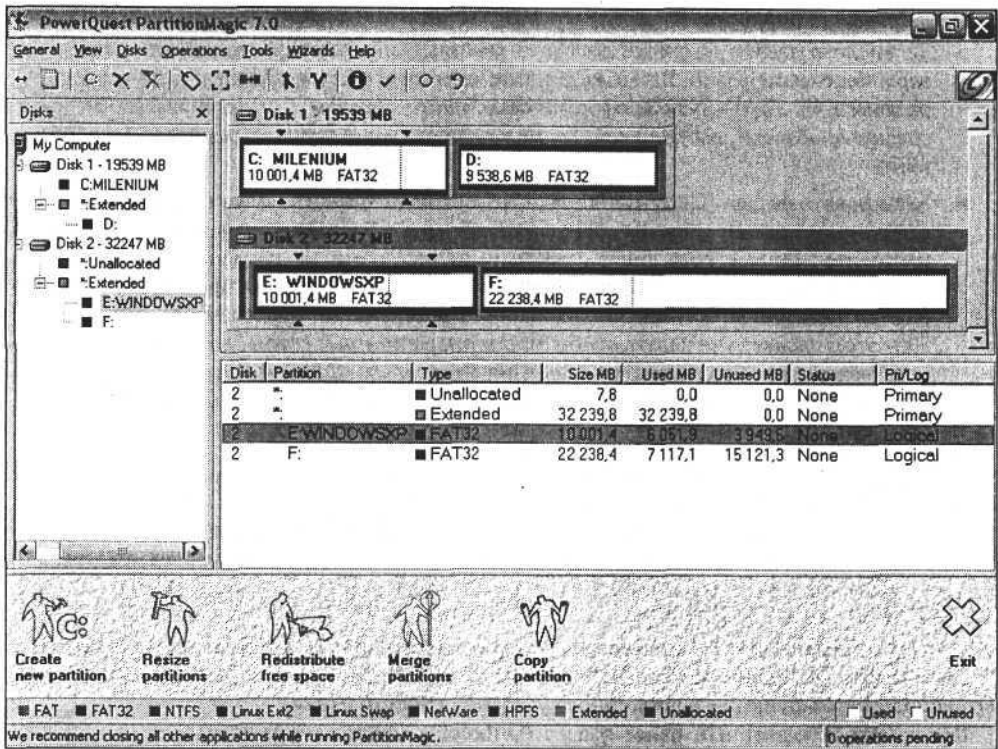 PowerQuest PartitionMagic 7.0
General View Disks Operations Tools Wizards Help
Disks
My Computer
Disk 1 - 19539 MB
C:MILENIUM
*:Extended
D:
Disk 2 - 32247 MB
*:Unallocated
*:Extended
E:WINDOWSXP
F:
Disk 1 - 19539 MB
C: MILENIUM
10 001,4 MB FAT32
D:
9 538,6 MB FAT32
Disk 2 - 32247 MB
E: WINDOWSXP
10 001,4 MB FAT32
F:
22 238,4 MB FAT32
Disk Partition Type Size MB Used MB Unused MB Status Pri/Log
2 *: Unallocated 7,8 0,0 0,0 None Primary
2 *: Extended 32 239,8 32 239,8 0,0 None Primary
2 E:WINDOWSXP FAT32 10 001,4 6 051,9 3 949,5 None Logical
2 F: FAT32 22 238,4 7 117,1 15 121,3 None Logical
Create new partition
Resize partitions
Redistribute free space
Merge partitions
Copy partition
Exit
FAT FAT32 NTFS Linux Ext2 Linux Swap NetWare HPFS Extended Unallocated Used Unused
We recommend closing all other applications while running PartitionMagic. 0 operations pending